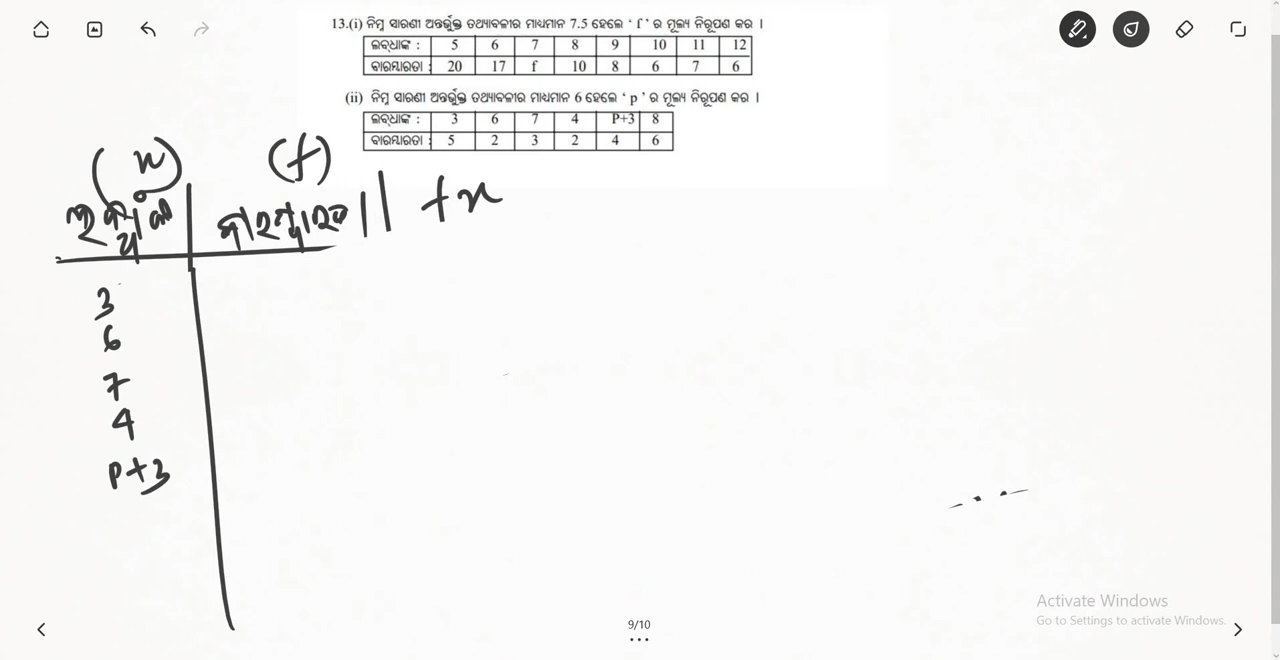 13.(i) ନିମ୍ନ ସାରଣୀ ଅନ୍ତର୍ଭୁକ୍ତ ତଥ୍ୟାବଳୀର ମାଧ୍ୟମାନ 7.5 ହେଲେ ‘ f ’ ର ମୂଲ୍ୟ ନିରୂପଣ କର ।
ଲବ୍ଧାଙ୍କ : 5 6 7 8 9 10 11 12
ବାରମ୍ବାରତା : 20 17 f 10 8 6 7 6
(ii) ନିମ୍ନ ସାରଣୀ ଅନ୍ତର୍ଭୁକ୍ତ ତଥ୍ୟାବଳୀର ମାଧ୍ୟମାନ 6 ହେଲେ ‘ p ’ ର ମୂଲ୍ୟ ନିରୂପଣ କର ।
ଲବ୍ଧାଙ୍କ : 3 6 7 4 P+3 8
ବାରମ୍ବାରତା : 5 2 3 2 4 6
(x) (f)
fx
3
6
7
4
P+3
9/10
Activate Windows
Go to Settings to activate Windows.